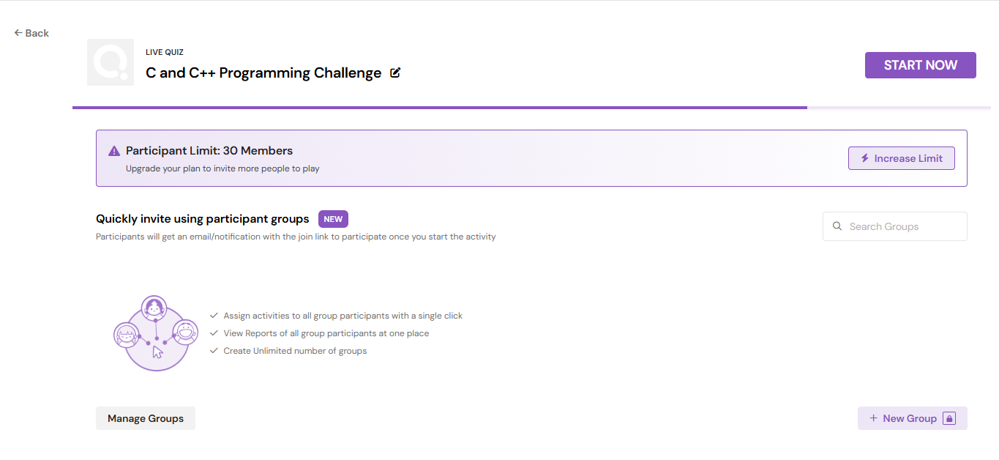 Back
LIVE QUIZ
C and C++ Programming Challenge
START NOW
Participant Limit: 30 Members
Upgrade your plan to invite more people to play
Increase Limit
Quickly invite using participant groups NEW
Participants will get an email/notification with the join link to participate once you start the activity
Search Groups
Assign activities to all group participants with a single click
View Reports of all group participants at one place
Create Unlimited number of groups
Manage Groups
+ New Group